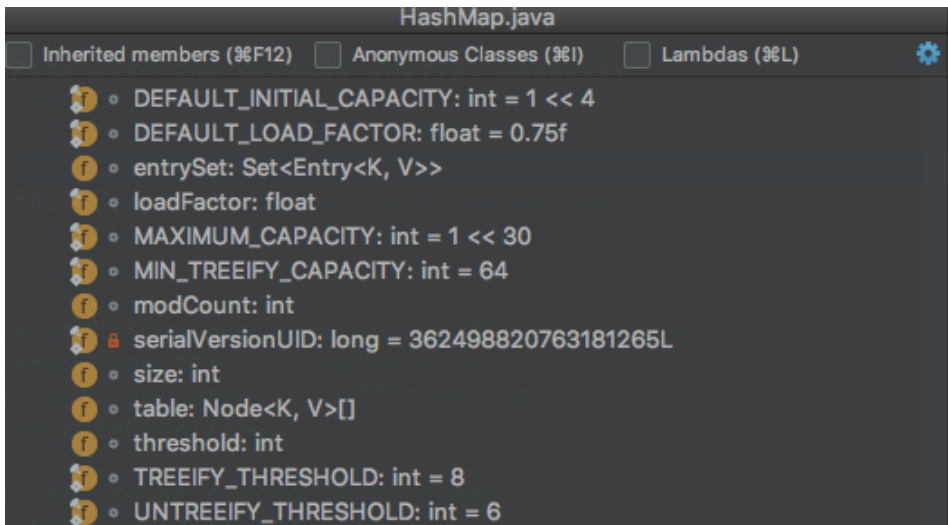 HashMap.java
Inherited members (⌘F12) Anonymous Classes (⌘I) Lambdas (⌘L)
f DEFAULT_INITIAL_CAPACITY: int = 1 << 4
f DEFAULT_LOAD_FACTOR: float = 0.75f
f entrySet: Set<Entry<K, V>>
f loadFactor: float
f MAXIMUM_CAPACITY: int = 1 << 30
f MIN_TREEIFY_CAPACITY: int = 64
f modCount: int
f serialVersionUID: long = 362498820763181265L
f size: int
f table: Node<K, V>[]
f threshold: int
f TREEIFY_THRESHOLD: int = 8
f UNTREEIFY_THRESHOLD: int = 6